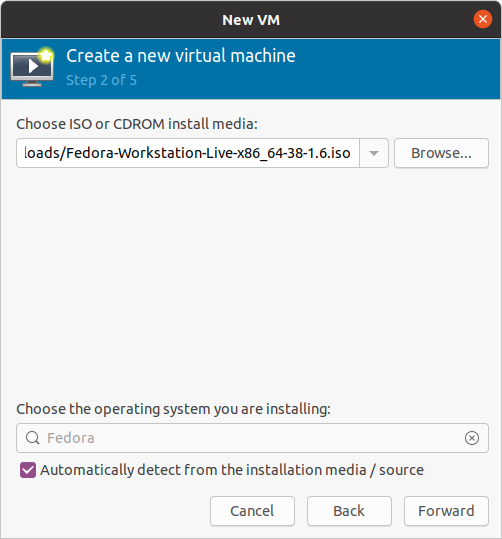 New VM
Create a new virtual machine
Step 2 of 5
Choose ISO or CDROM install media:
loads/Fedora-Workstation-Live-x86_64-38-1.6.iso
Browse...
Choose the operating system you are installing:
Fedora
Automatically detect from the installation media / source
Cancel Back Forward